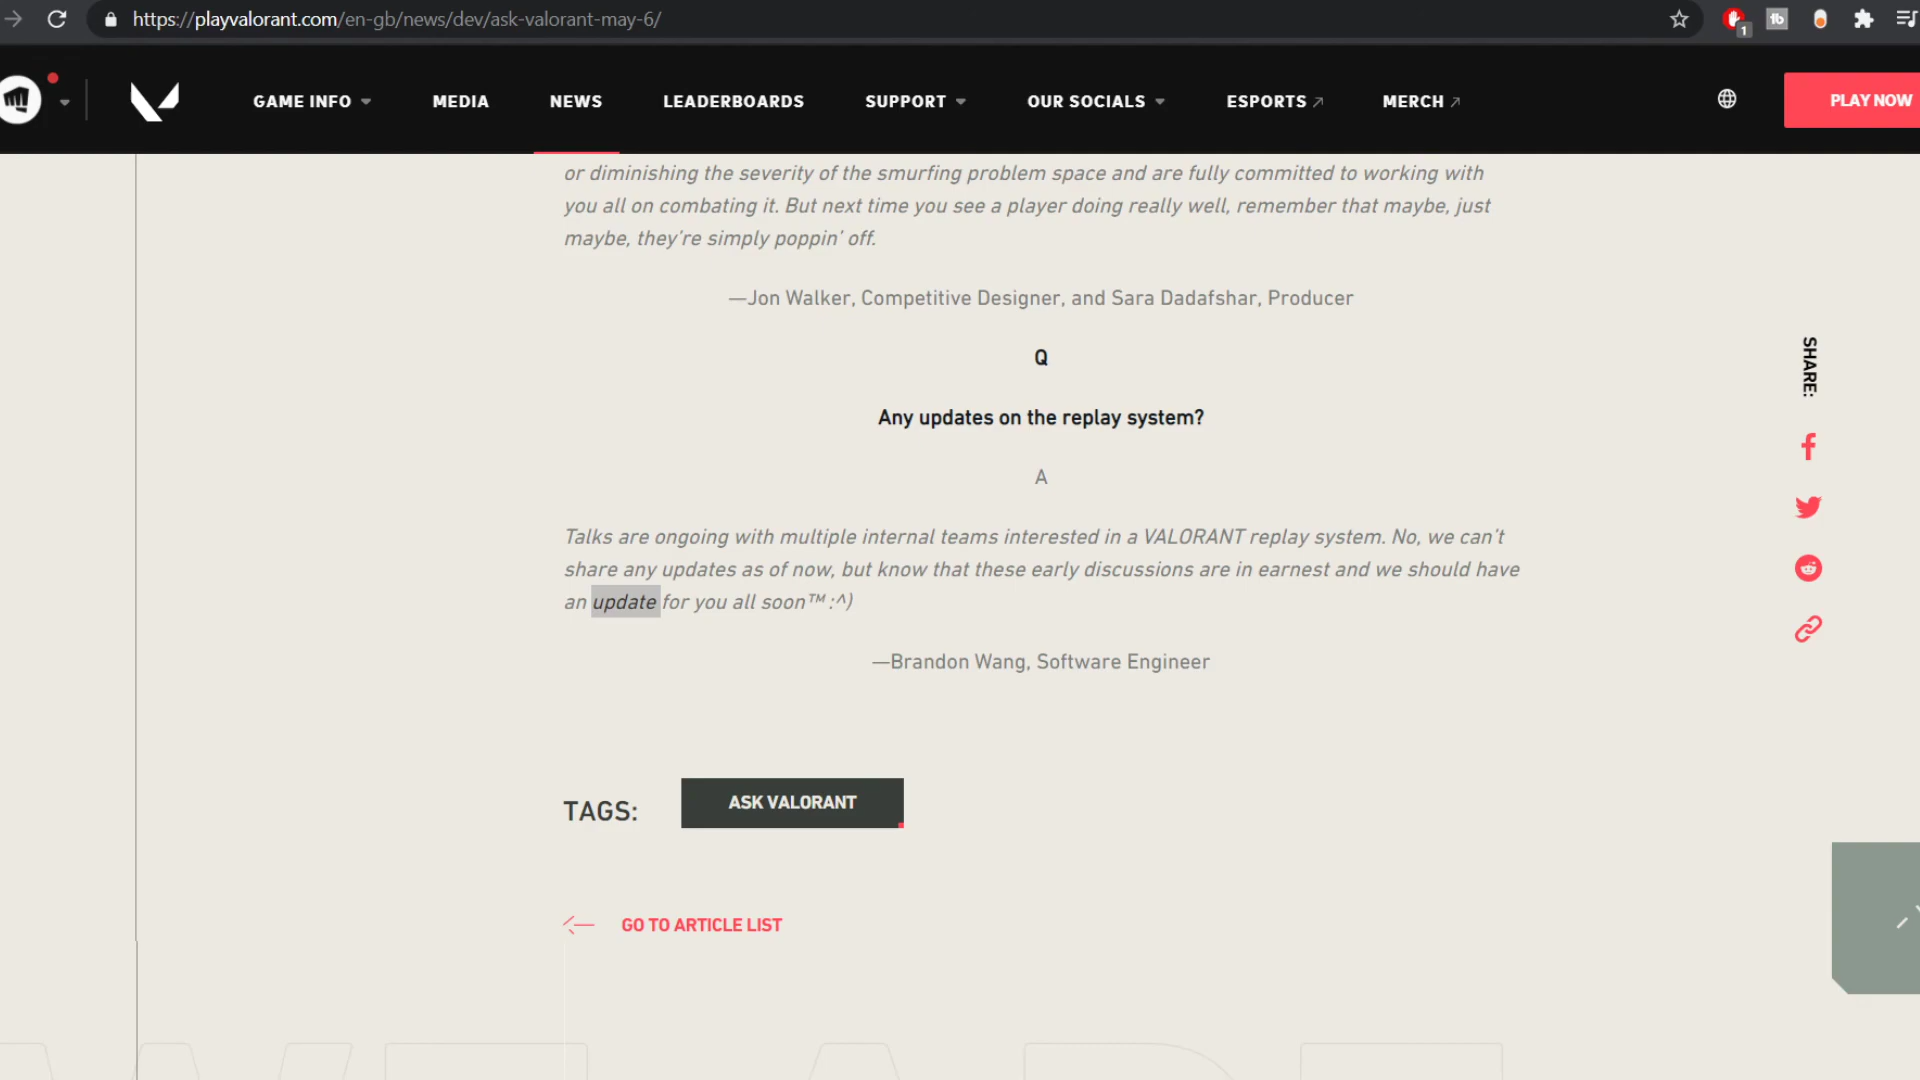 https://playvalorant.com/en-gb/news/dev/ask-valorant-may-6/
1
GAME INFO MEDIA NEWS LEADERBOARDS SUPPORT OUR SOCIALS ESPORTS MERCH PLAY NOW
or diminishing the severity of the smurfing problem space and are fully committed to working with
you all on combating it. But next time you see a player doing really well, remember that maybe, just
maybe, they're simply poppin' off.
—Jon Walker, Competitive Designer, and Sara Dadafshar, Producer
Q
SHARE:
Any updates on the replay system?
A
Talks are ongoing with multiple internal teams interested in a VALORANT replay system. No, we can't
share any updates as of now, but know that these early discussions are in earnest and we should have
an update for you all soon™ :^)
—Brandon Wang, Software Engineer
TAGS: ASK VALORANT
GO TO ARTICLE LIST